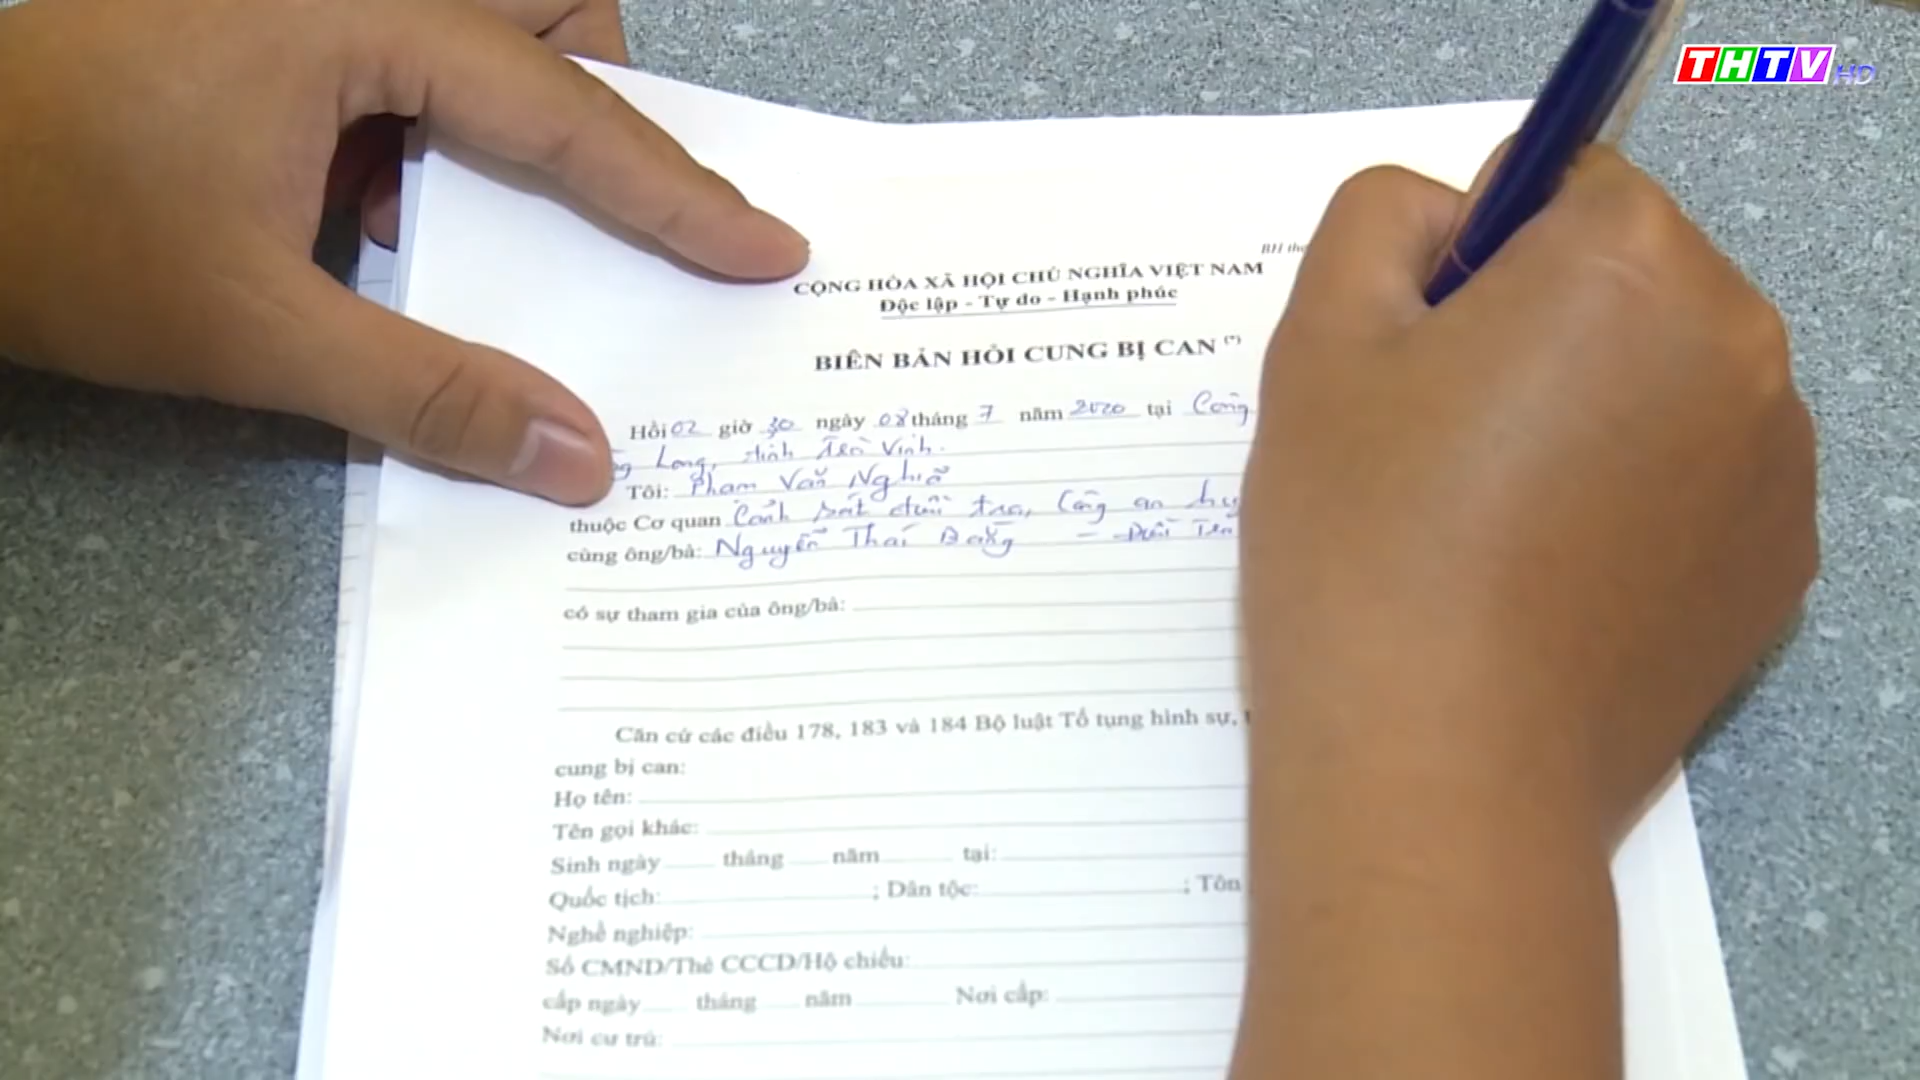 THTV HD
BH the
CỘNG HÒA XÃ HỘI CHỦ NGHĨA VIỆT NAM
Độc lập - Tự do - Hạnh phúc
BIÊN BẢN HỎI CUNG BỊ CAN (*)
Hồi 02 giờ 30 ngày 08 tháng 7 năm 2020 tại Công
Long, tỉnh Trà Vinh.
Tôi: Phạm Văn Nghĩa
thuộc Cơ quan Cảnh sát điều tra, Công an hu
cùng ông/bà: Nguyễn Thái Bằng -
có sự tham gia của ông/bà:
Căn cứ các điều 178, 183 và 184 Bộ luật Tố tụng hình sự, t
cung bị can:
Họ tên:
Tên gọi khác:
Sinh ngày tháng năm tại:
Quốc tịch: ; Dân tộc: ; Tôn
Nghề nghiệp:
Số CMND/Thẻ CCCD/Hộ chiếu:
cấp ngày tháng năm Nơi cấp:
Nơi cư trú: